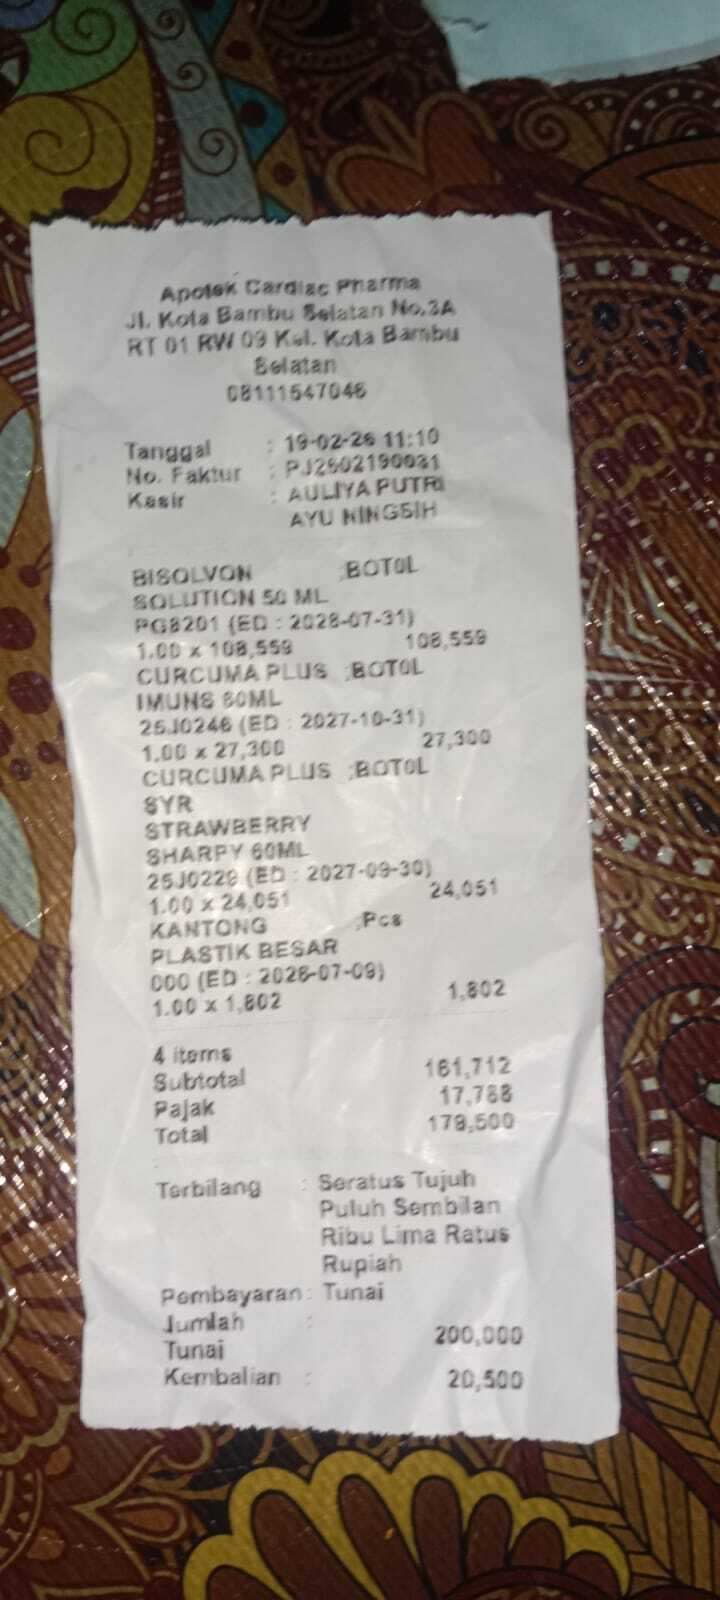 Apotek Cardiac Pharma
Jl. Kota Bambu Selatan No.3A
RT 01 RW 09 Kel. Kota Bambu
Selatan
08111547046
Tanggal : 19-02-26 11:10
No. Faktur : PJ2602190031
Kasir : AULIYA PUTRI
AYU NINGSIH
BISOLVON ;BOTOL
SOLUTION 50 ML
PG8201 (ED : 2028-07-31)
1.00 x 108,559 108,559
CURCUMA PLUS ;BOTOL
IMUNS 60ML
25J0246 (ED : 2027-10-31)
1.00 x 27,300 27,300
CURCUMA PLUS ;BOTOL
SYR
STRAWBERRY
SHARPY 60ML
25J0229 (ED : 2027-09-30)
1.00 x 24,051 24,051
KANTONG ;Pcs
PLASTIK BESAR
000 (ED : 2026-07-09)
1.00 x 1,802 1,802
4 items
Subtotal 161,712
Pajak 17,788
Total 179,500
Terbilang : Seratus Tujuh
Puluh Sembilan
Ribu Lima Ratus
Rupiah
Pembayaran : Tunai
Jumlah :
Tunai 200,000
Kembalian : 20,500